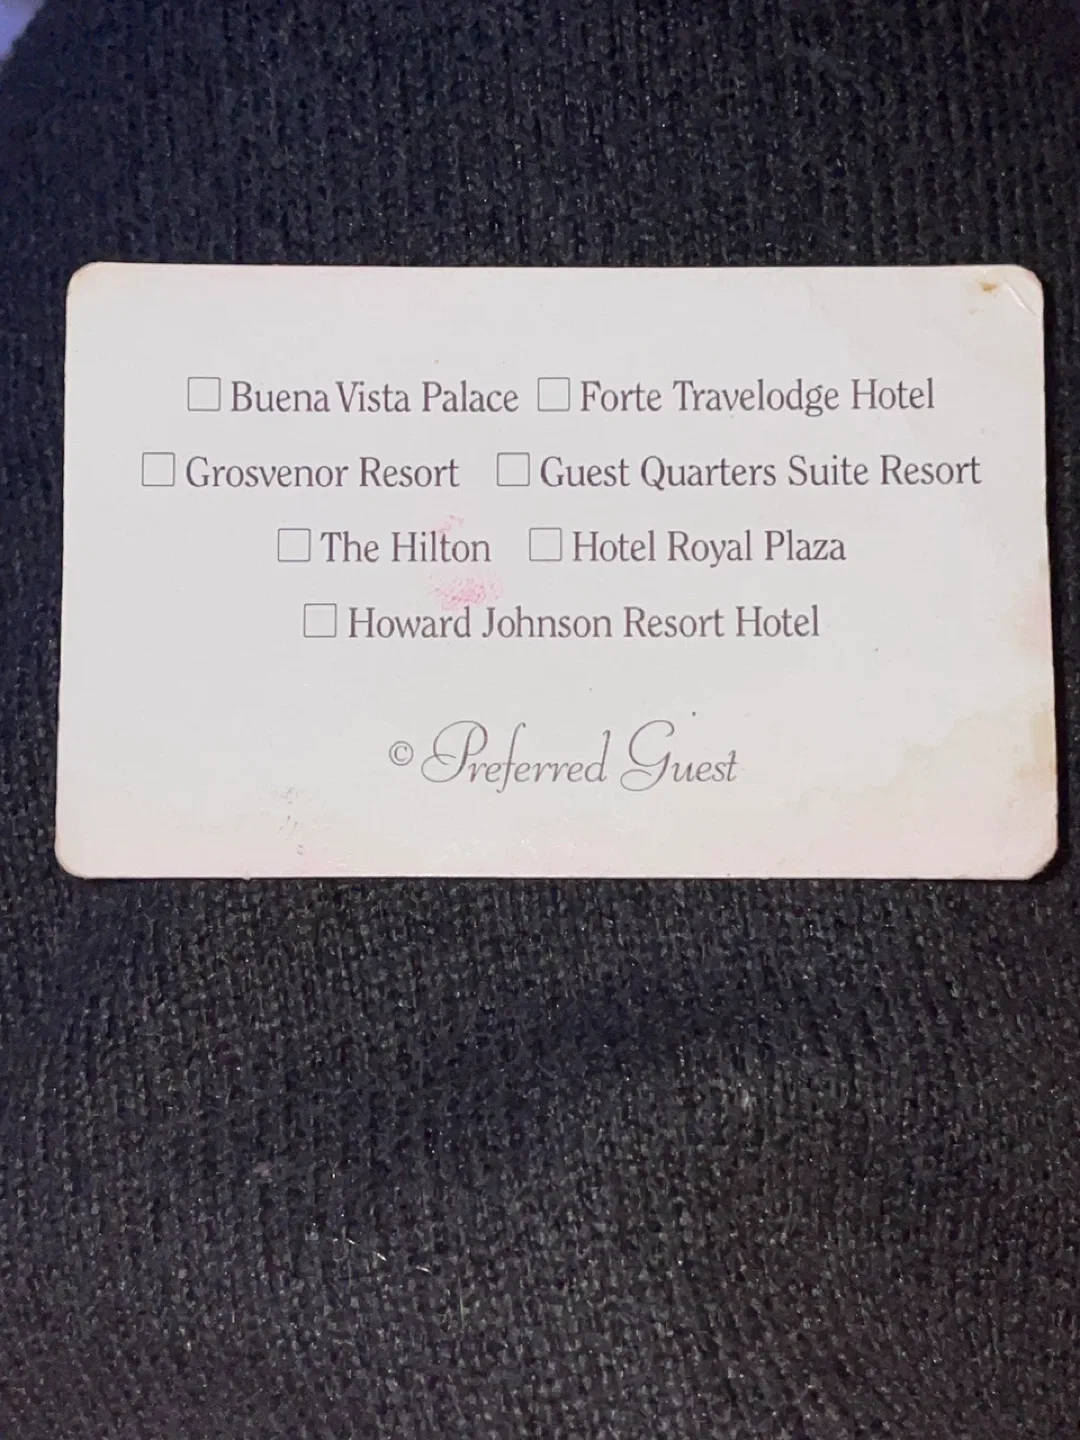 ☐ Buena Vista Palace ☐ Forte Travelodge Hotel
☐ Grosvenor Resort ☐ Guest Quarters Suite Resort
☐ The Hilton ☐ Hotel Royal Plaza
☐ Howard Johnson Resort Hotel
© Preferred Guest